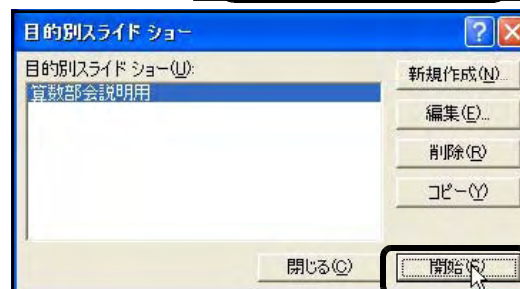 目的別スライド ショー
目的別スライド ショー(U):
算数部会説明用
新規作成(N)...
編集(E)...
削除(R)
コピー(Y)
閉じる(C)
開始(S)